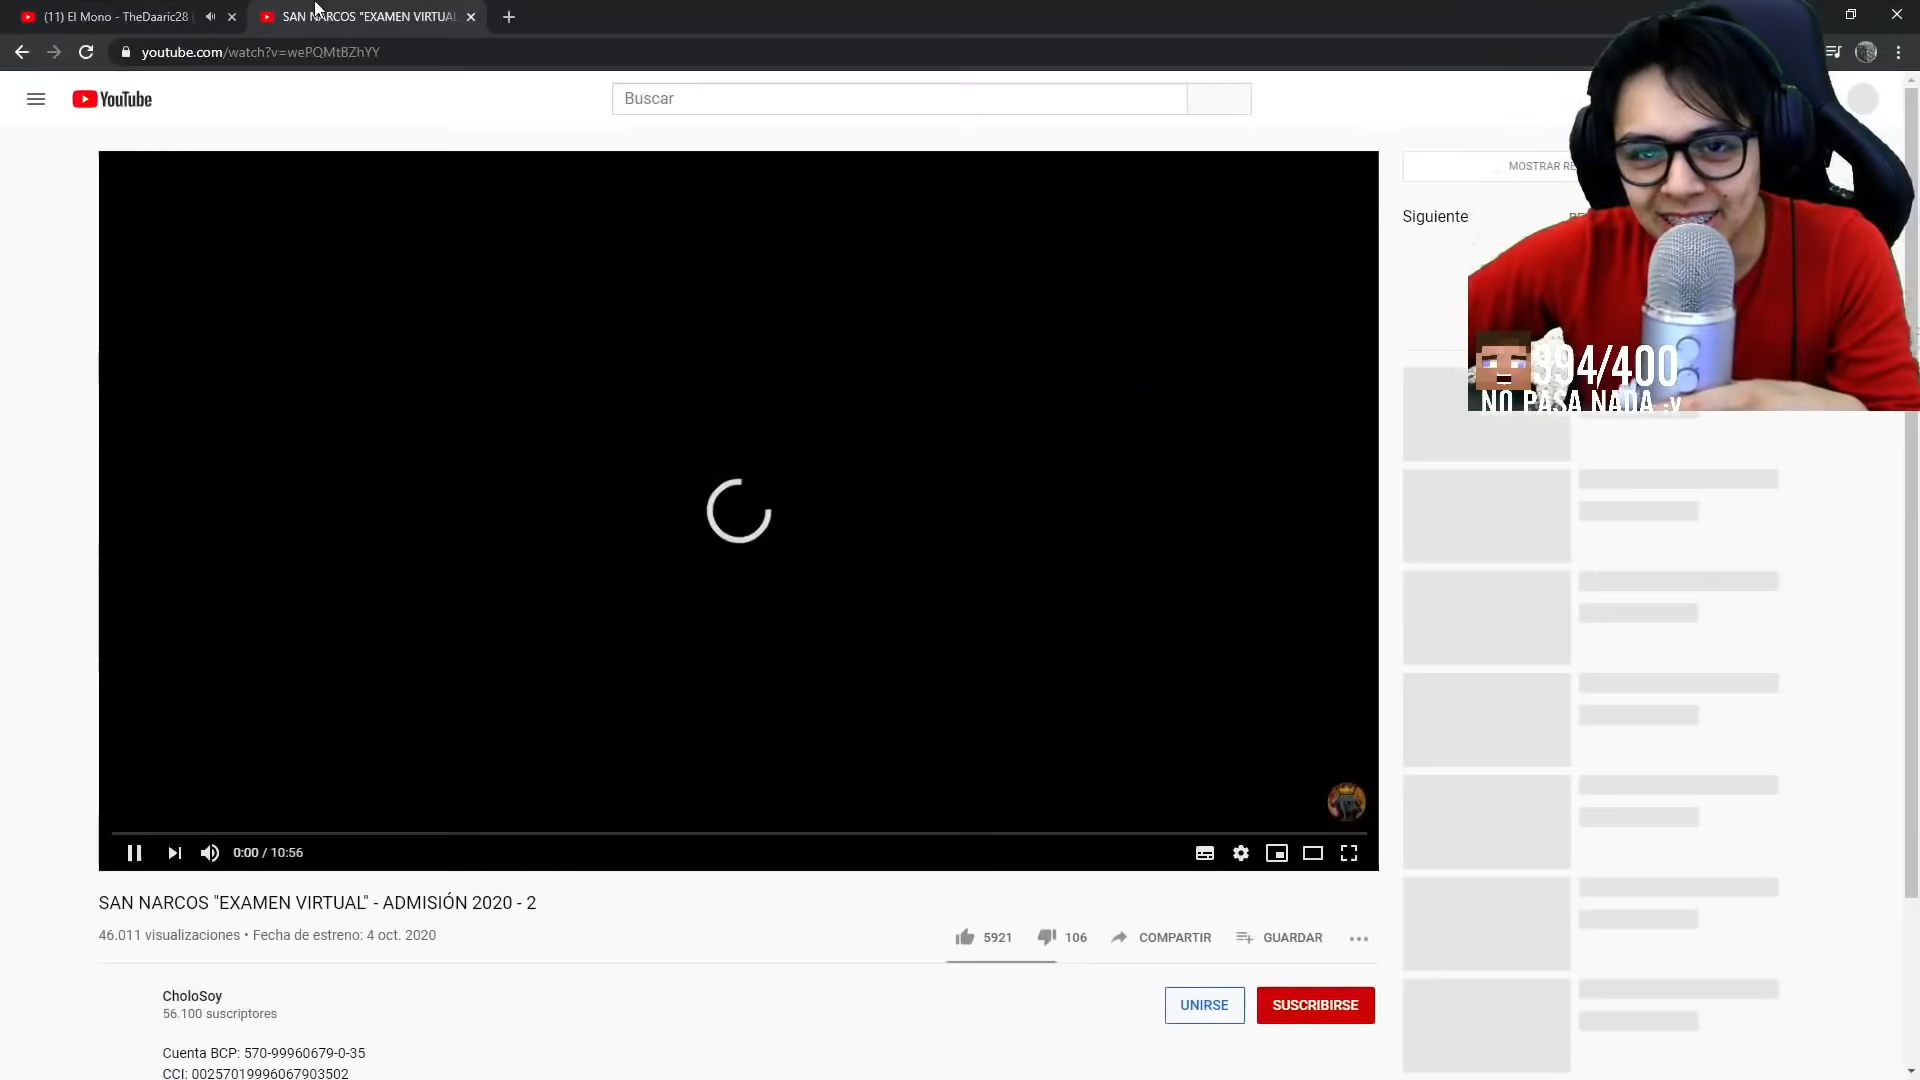 (11) El Mono - TheDaaric28
SAN NARCOS "EXAMEN VIRTUAL
youtube.com/watch?v=wePQMtBZhYY
YouTube
Buscar
MOSTRAR RE
Siguiente
394/400
NO PASA NADA :v
0:00 / 10:56
SAN NARCOS "EXAMEN VIRTUAL" - ADMISIÓN 2020 - 2
46.011 visualizaciones • Fecha de estreno: 4 oct. 2020
5921
106
COMPARTIR
GUARDAR
CholoSoy
56.100 suscriptores
UNIRSE
SUSCRIBIRSE
Cuenta BCP: 570-99960679-0-35
CCI: 00257019996067903502